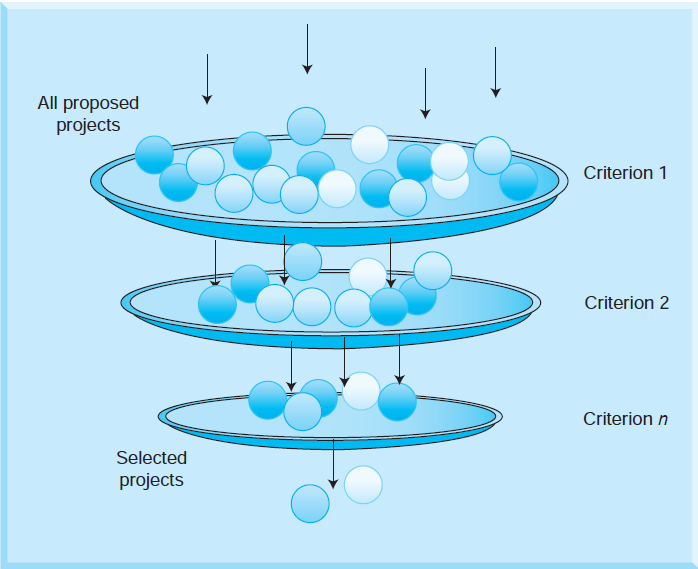 All proposed
projects
Criterion 1
Criterion 2
Criterion n
Selected
projects